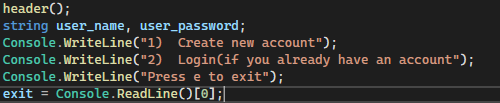 header();
string user_name, user_password;
Console.WriteLine("1)  Create new account");
Console.WriteLine("2)  Login(if you already have an account");
Console.WriteLine("Press e to exit");
exit = Console.ReadLine()[0];